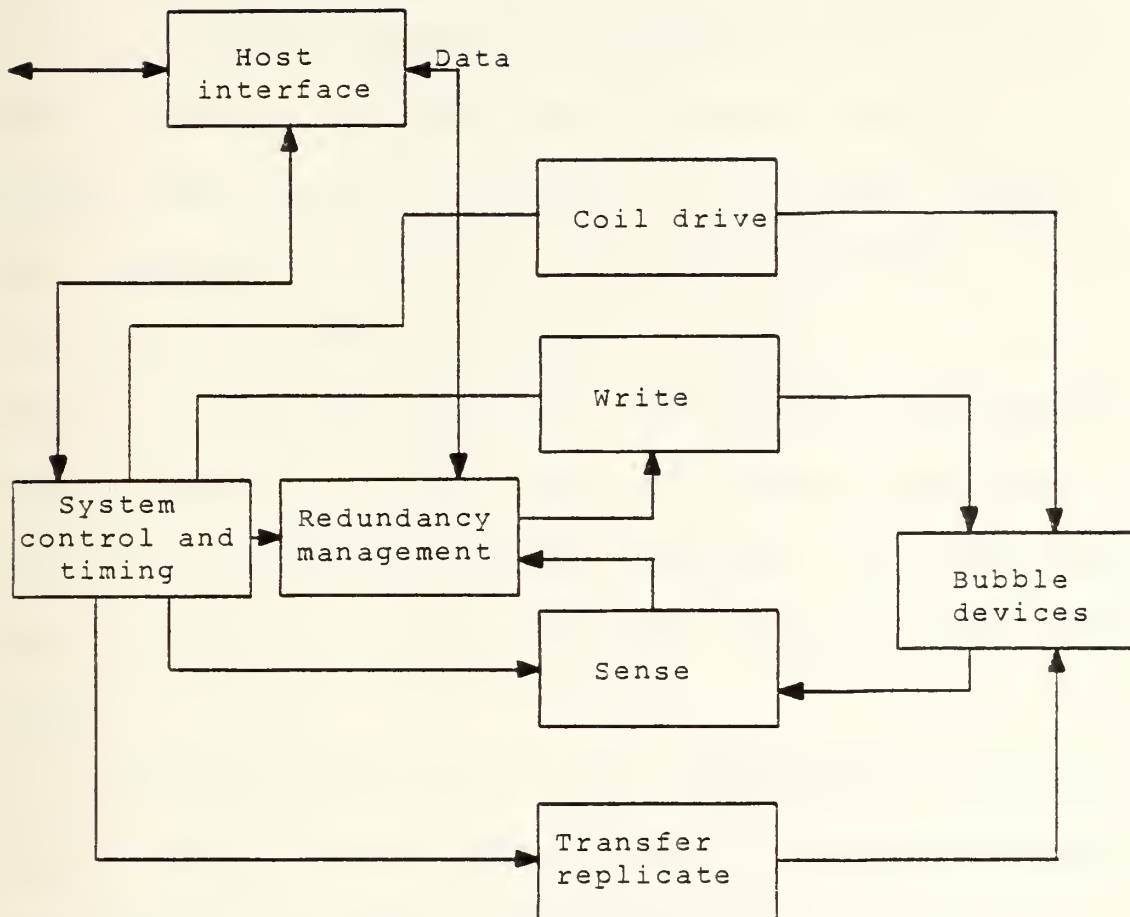 Host
interface
Data
Coil drive
Write
System
control and
timing
Redundancy
management
Bubble
devices
Sense
Transfer
replicate